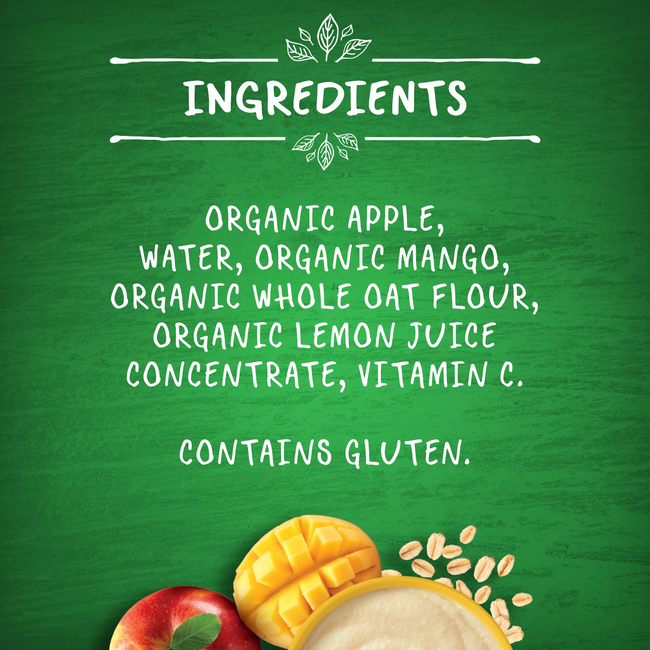 INGREDIENTS
ORGANIC APPLE,
WATER, ORGANIC MANGO,
ORGANIC WHOLE OAT FLOUR,
ORGANIC LEMON JUICE
CONCENTRATE, VITAMIN C.
CONTAINS GLUTEN.